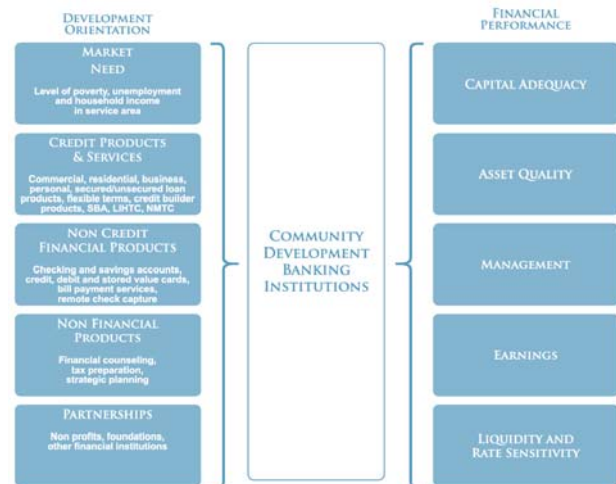 DEVELOPMENT
ORIENTATION
MARKET
NEED
Level of poverty, unemployment
and household income
in service area
CREDIT PRODUCTS
& SERVICES
Commercial, residential, business,
personal, secured/unsecured loan
products, flexible terms, credit builder
products, SBA, LIHTC, NMTC
NON CREDIT
FINANCIAL PRODUCTS
Checking and savings accounts,
credit, debit and stored value cards,
bill payment services,
remote check capture
NON FINANCIAL
PRODUCTS
Financial counseling,
tax preparation,
strategic planning
PARTNERSHIPS
Non profits, foundations,
other financial institutions
COMMUNITY
DEVELOPMENT
BANKING
INSTITUTIONS
FINANCIAL
PERFORMANCE
CAPITAL ADEQUACY
ASSET QUALITY
MANAGEMENT
EARNINGS
LIQUIDITY AND
RATE SENSITIVITY